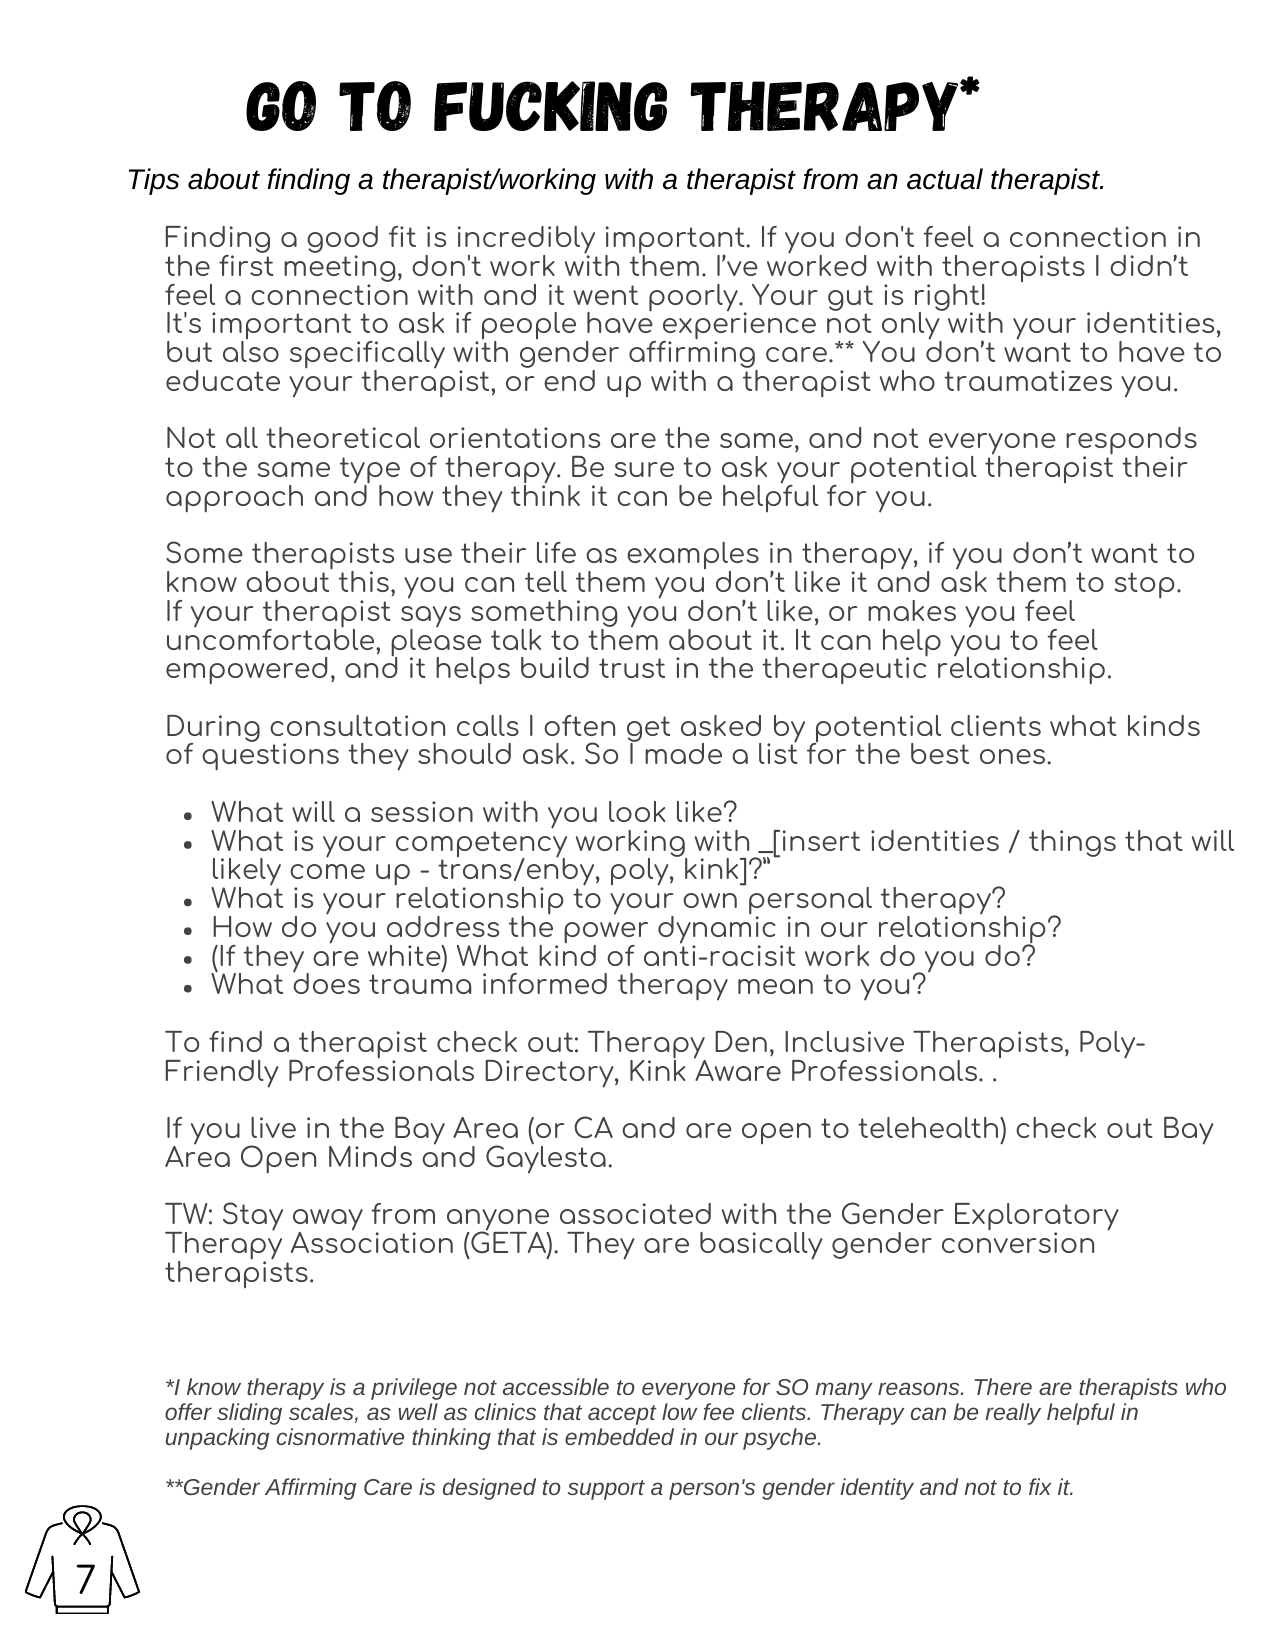 GO TO FUCKING THERAPY*
Tips about finding a therapist/working with a therapist from an actual therapist.
Finding a good fit is incredibly important. If you don't feel a connection in
the first meeting, don't work with them. I’ve worked with therapists I didn’t
feel a connection with and it went poorly. Your gut is right!
It's important to ask if people have experience not only with your identities,
but also specifically with gender affirming care.** You don’t want to have to
educate your therapist, or end up with a therapist who traumatizes you.
Not all theoretical orientations are the same, and not everyone responds
to the same type of therapy. Be sure to ask your potential therapist their
approach and how they think it can be helpful for you.
Some therapists use their life as examples in therapy, if you don’t want to
know about this, you can tell them you don’t like it and ask them to stop.
If your therapist says something you don’t like, or makes you feel
uncomfortable, please talk to them about it. It can help you to feel
empowered, and it helps build trust in the therapeutic relationship.
During consultation calls I often get asked by potential clients what kinds
of questions they should ask. So I made a list for the best ones.
• What will a session with you look like?
• What is your competency working with _[insert identities / things that will
likely come up - trans/enby, poly, kink]?"
• What is your relationship to your own personal therapy?
• How do you address the power dynamic in our relationship?
• (If they are white) What kind of anti-racisit work do you do?
• What does trauma informed therapy mean to you?
To find a therapist check out: Therapy Den, Inclusive Therapists, Poly-
Friendly Professionals Directory, Kink Aware Professionals. .
If you live in the Bay Area (or CA and are open to telehealth) check out Bay
Area Open Minds and Gaylesta.
TW: Stay away from anyone associated with the Gender Exploratory
Therapy Association (GETA). They are basically gender conversion
therapists.
*I know therapy is a privilege not accessible to everyone for SO many reasons. There are therapists who
offer sliding scales, as well as clinics that accept low fee clients. Therapy can be really helpful in
unpacking cisnormative thinking that is embedded in our psyche.
**Gender Affirming Care is designed to support a person's gender identity and not to fix it.
7